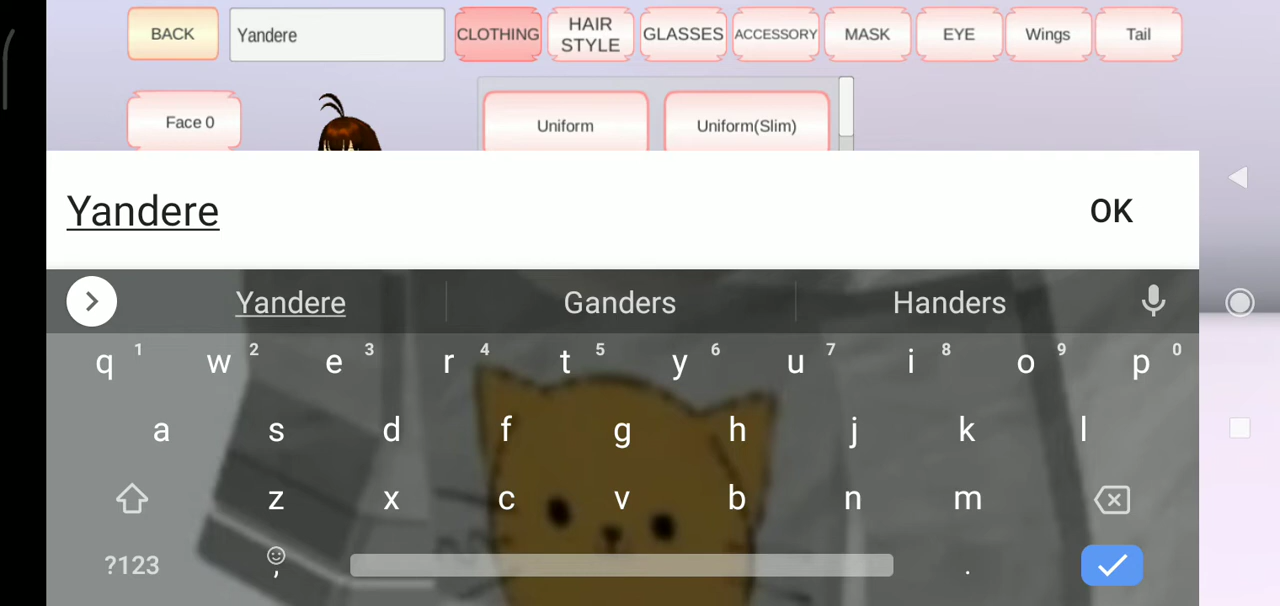 BACK
Yandere
CLOTHING
HAIR
STYLE
GLASSES
ACCESSORY
MASK
EYE
Wings
Tail
Face 0
Uniform
Uniform(Slim)
Yandere
OK
Yandere
Ganders
Handers
q 1 w 2 e 3 r 4 t 5 y 6 u 7 i 8 o 9 p 0
a s d f g h j k l
z x c v b n m
?123 , .